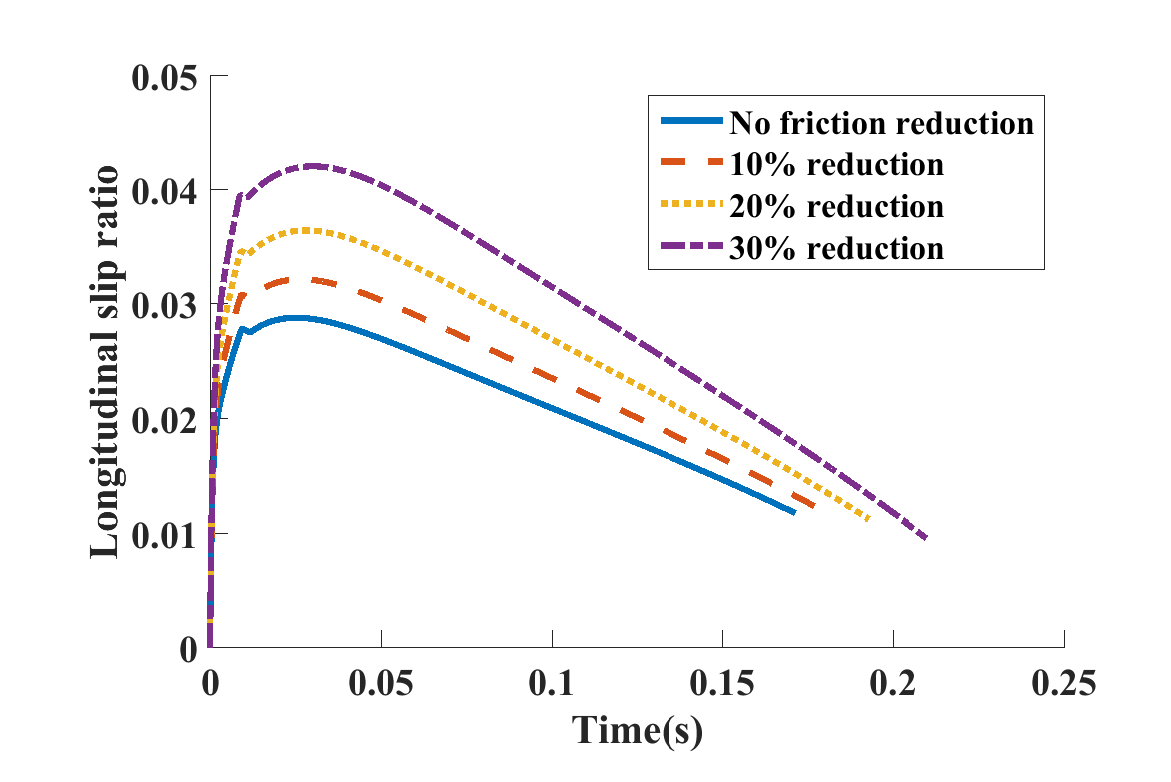 0.05
0.04
0.03
0.02
0.01
0
Longitudinal slip ratio
No friction reduction
10% reduction
20% reduction
30% reduction
0 0.05 0.1 0.15 0.2 0.25
Time(s)